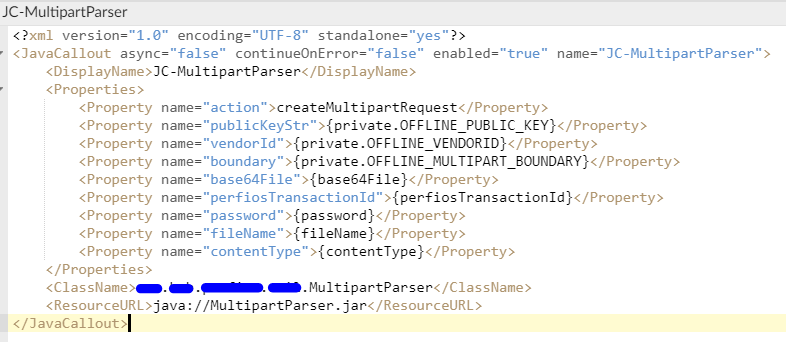 JC-MultipartParser
<?xml version="1.0" encoding="UTF-8" standalone="yes"?>
<JavaCallout async="false" continueOnError="false" enabled="true" name="JC-MultipartParser">
<DisplayName>JC-MultipartParser</DisplayName>
<Properties>
<Property name="action">createMultipartRequest</Property>
<Property name="publicKeyStr">{private.OFFLINE_PUBLIC_KEY}</Property>
<Property name="vendorId">{private.OFFLINE_VENDORID}</Property>
<Property name="boundary">{private.OFFLINE_MULTIPART_BOUNDARY}</Property>
<Property name="base64File">{base64File}</Property>
<Property name="perfiosTransactionId">{perfiosTransactionId}</Property>
<Property name="password">{password}</Property>
<Property name="fileName">{fileName}</Property>
<Property name="contentType">{contentType}</Property>
</Properties>
<ClassName>.MultipartParser</ClassName>
<ResourceURL>java://MultipartParser.jar</ResourceURL>
</JavaCallout>